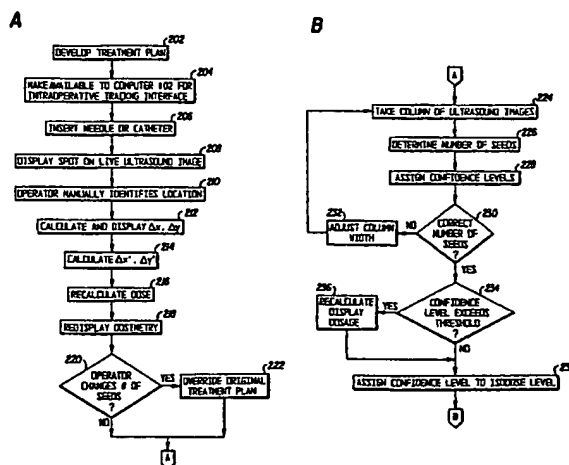 A
202
DEVELOP TREATMENT PLAN
204
MAKE AVAILABLE TO COMPUTER #02 FOR
INTRAOPERATIVE TRACKING INTERFACE
206
INSERT NEEDLE OR CATHETER
208
DISPLAY SPOT ON LIVE ULTRASOUND IMAGE
210
OPERATOR MANUALLY IDENTIFIES LOCATION
212
CALCULATE AND DISPLAY Δx, Δy
214
CALCULATE Δx', Δy'
216
RECALCULATE DOSE
218
REDISPLAY DOSIMETRY
220
OPERATOR
CHANGES # OF
SEEDS
?
YES
222
OVERRIDE ORIGINAL
TREATMENT PLAN
NO
A
B
A
224
TAKE COLUMN OF ULTRASOUND IMAGES
226
DETERMINE NUMBER OF SEEDS
228
ASSIGN CONFIDENCE LEVELS
230
CORRECT
NUMBER OF
SEEDS
?
NO
232
ADJUST COLUMN
WIDTH
YES
234
CONFIDENCE
LEVEL EXCEEDS
THRESHOLD
?
YES
236
RECALCULATE
DISPLAY
DOSAGE
NO
23
ASSIGN CONFIDENCE LEVEL TO ISODOSE LEVEL
B